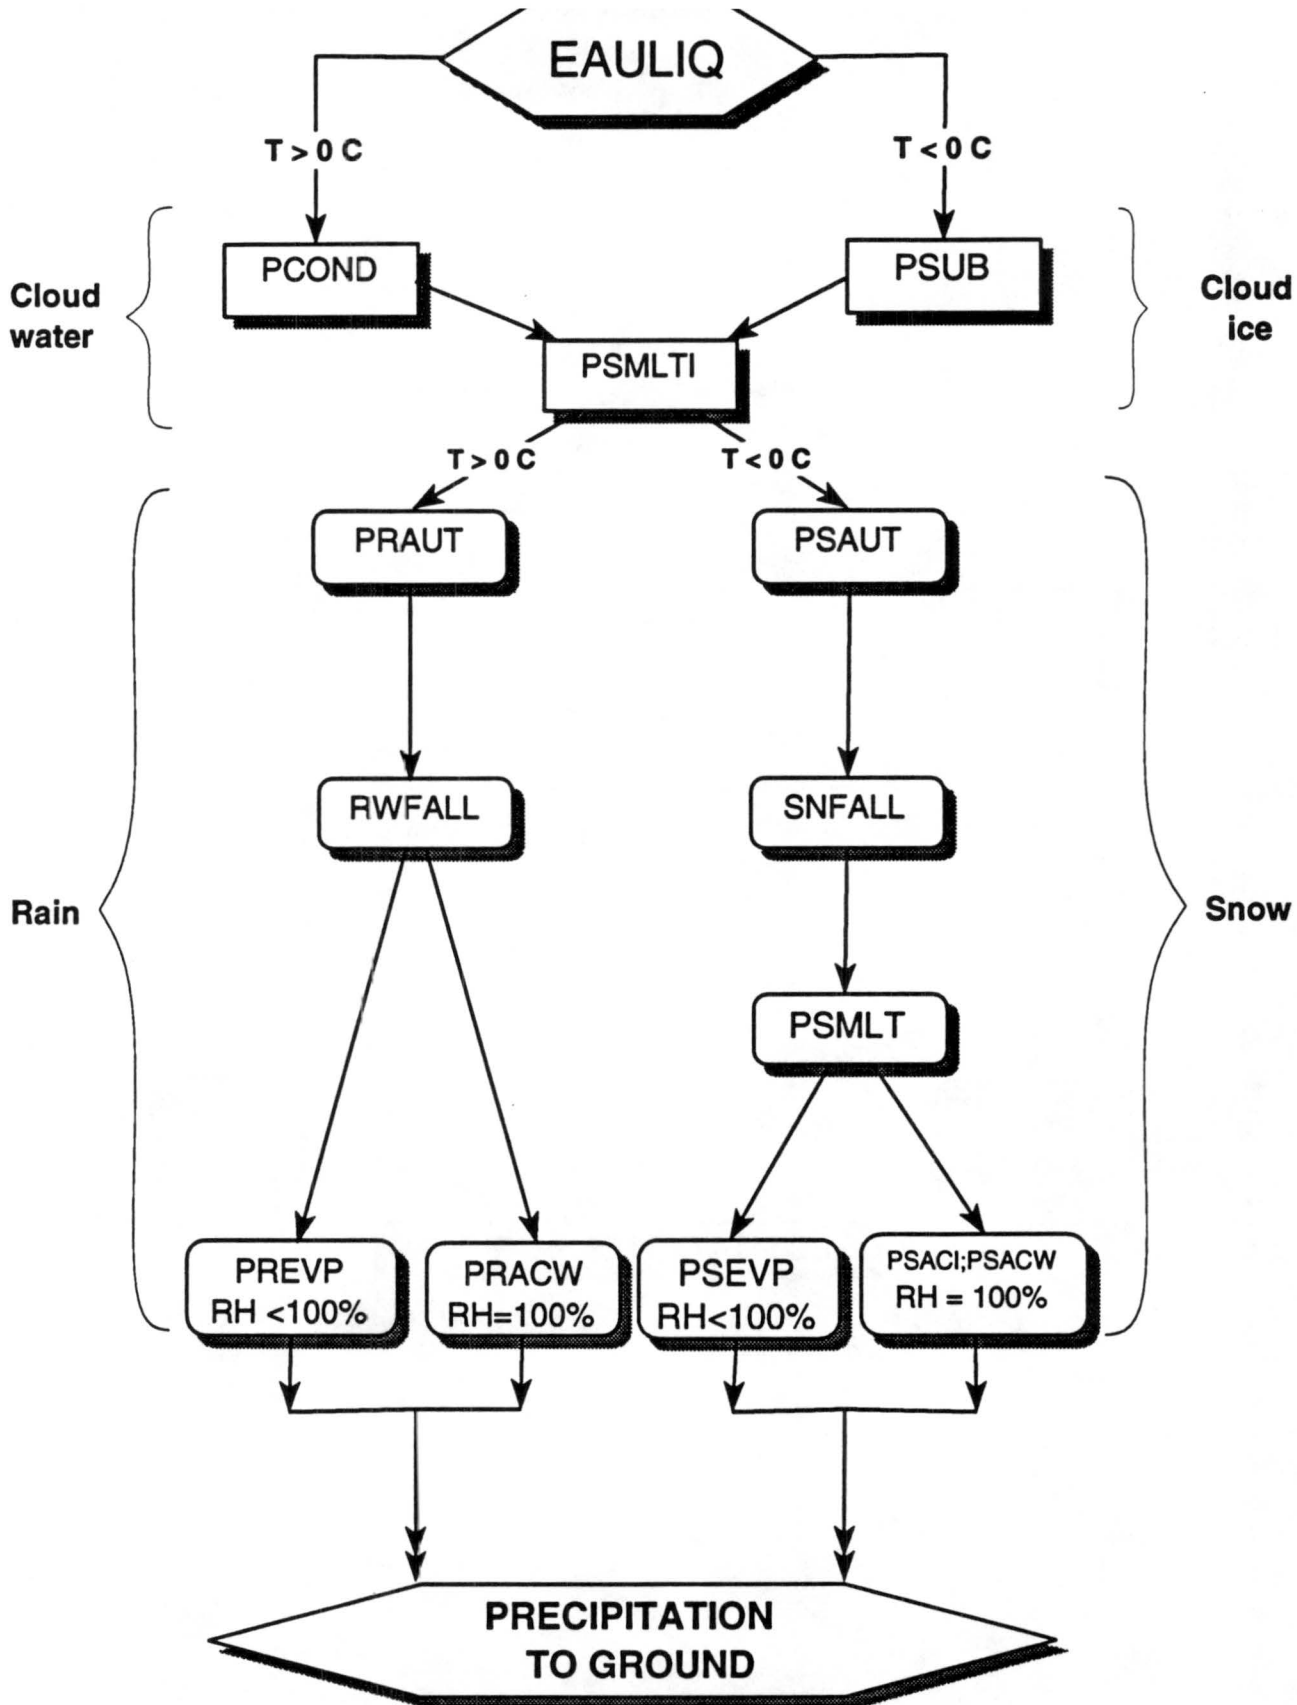 EAULIQ
T > 0 C
T < 0 C
PCOND
PSUB
Cloud
water
Cloud
ice
PSMLTI
T > 0 C
T < 0 C
PRAUT
PSAUT
RWFALL
SNFALL
Rain
Snow
PSMLT
PREVP
RH <100%
PRACW
RH=100%
PSEVP
RH<100%
PSACI;PSACW
RH = 100%
PRECIPITATION
TO GROUND